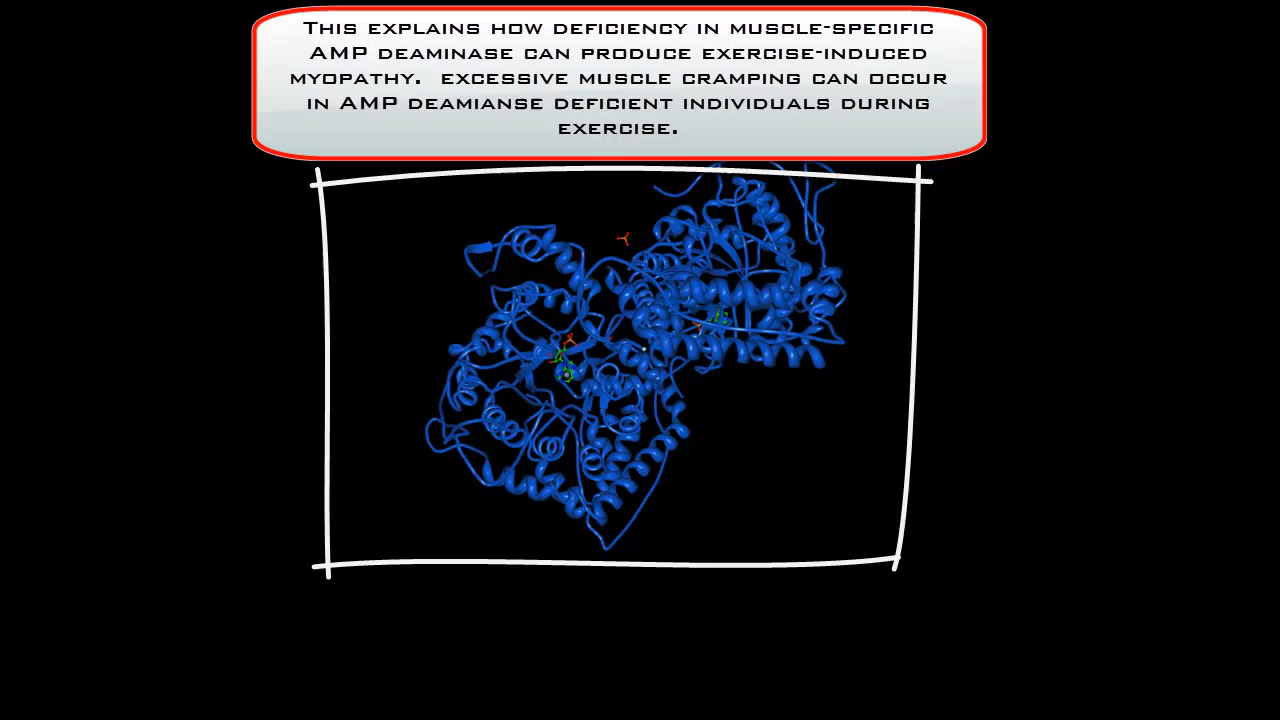 This explains how deficiency in muscle-specific
AMP deaminase can produce exercise-induced
myopathy. excessive muscle cramping can occur
in AMP deamianse deficient individuals during
exercise.